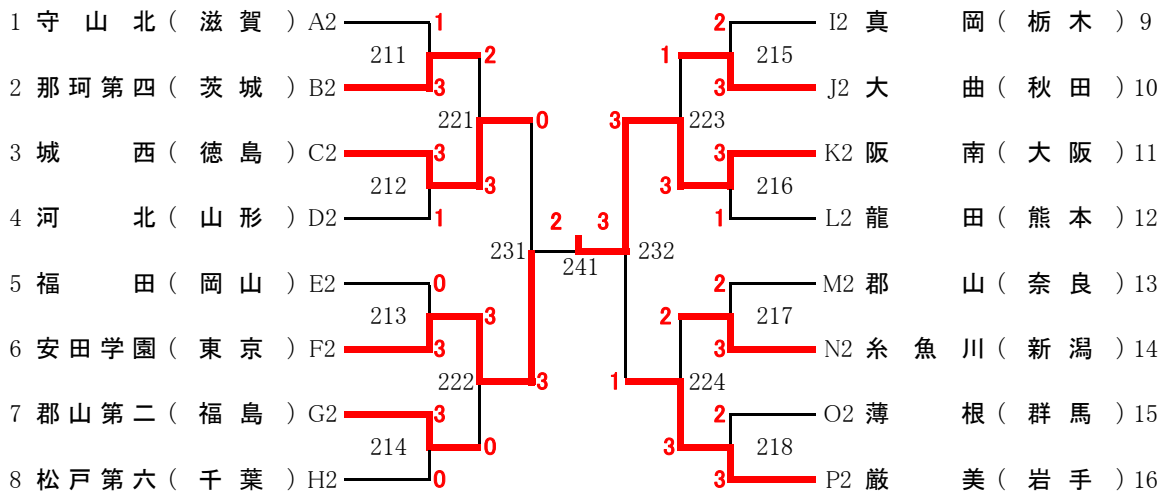 1 守山北(滋賀)A2 1
2 I2 真岡(栃木)9
211 2
1 215
2 那珂第四(茨城)B2 3
3 J2 大曲(秋田)10
221 0
3 223
3 城西(徳島)C2 3
3 K2 阪南(大阪)11
212 3
3 216
4 河北(山形)D2 1
1 L2 龍田(熊本)12
2 3
231 241 232
5 福田(岡山)E2 0
2 M2 郡山(奈良)13
213 3
2 217
6 安田学園(東京)F2 3
3 N2 糸魚川(新潟)14
222 3
1 224
7 郡山第二(福島)G2 3
2 O2 薄根(群馬)15
214 0
3 218
8 松戸第六(千葉)H2 0
3 P2 厳美(岩手)16